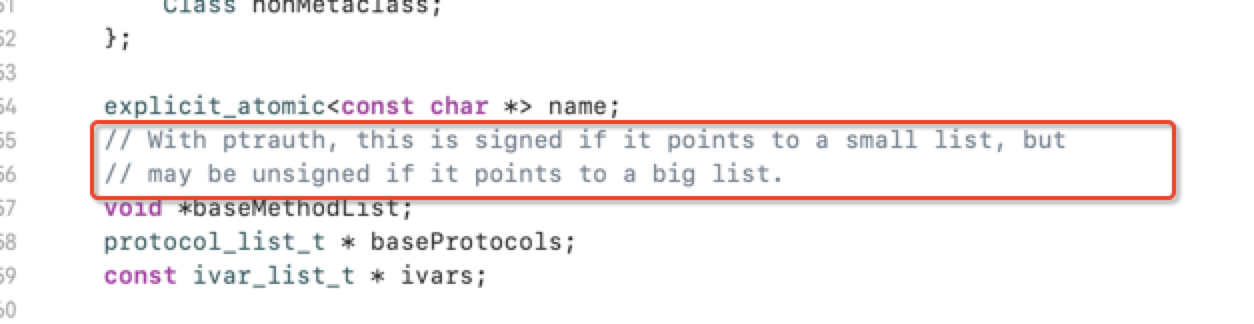 51 Class nonMetaclass;
52 };
53
54 explicit_atomic<const char *> name;
55 // With ptrauth, this is signed if it points to a small list, but
56 // may be unsigned if it points to a big list.
57 void *baseMethodList;
58 protocol_list_t * baseProtocols;
59 const ivar_list_t * ivars;
60